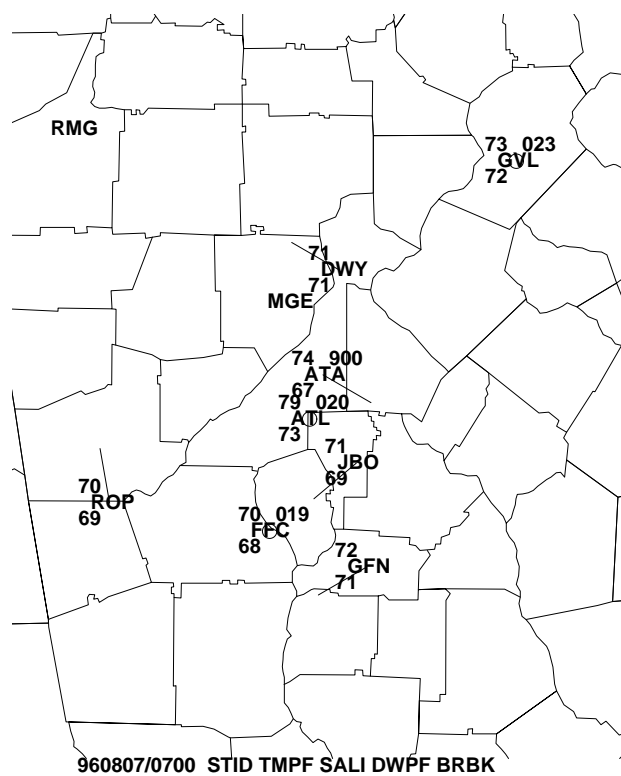 RMG
73 023
GVL
72
71
DWY
71
MGE
74 900
ATA
67
79 020
ATL
73
71
JBO
69
70
ROP
69
70 019
FFC
68
72
GFN
71
960807/0700 STID TMPF SALI DWPF BRBK